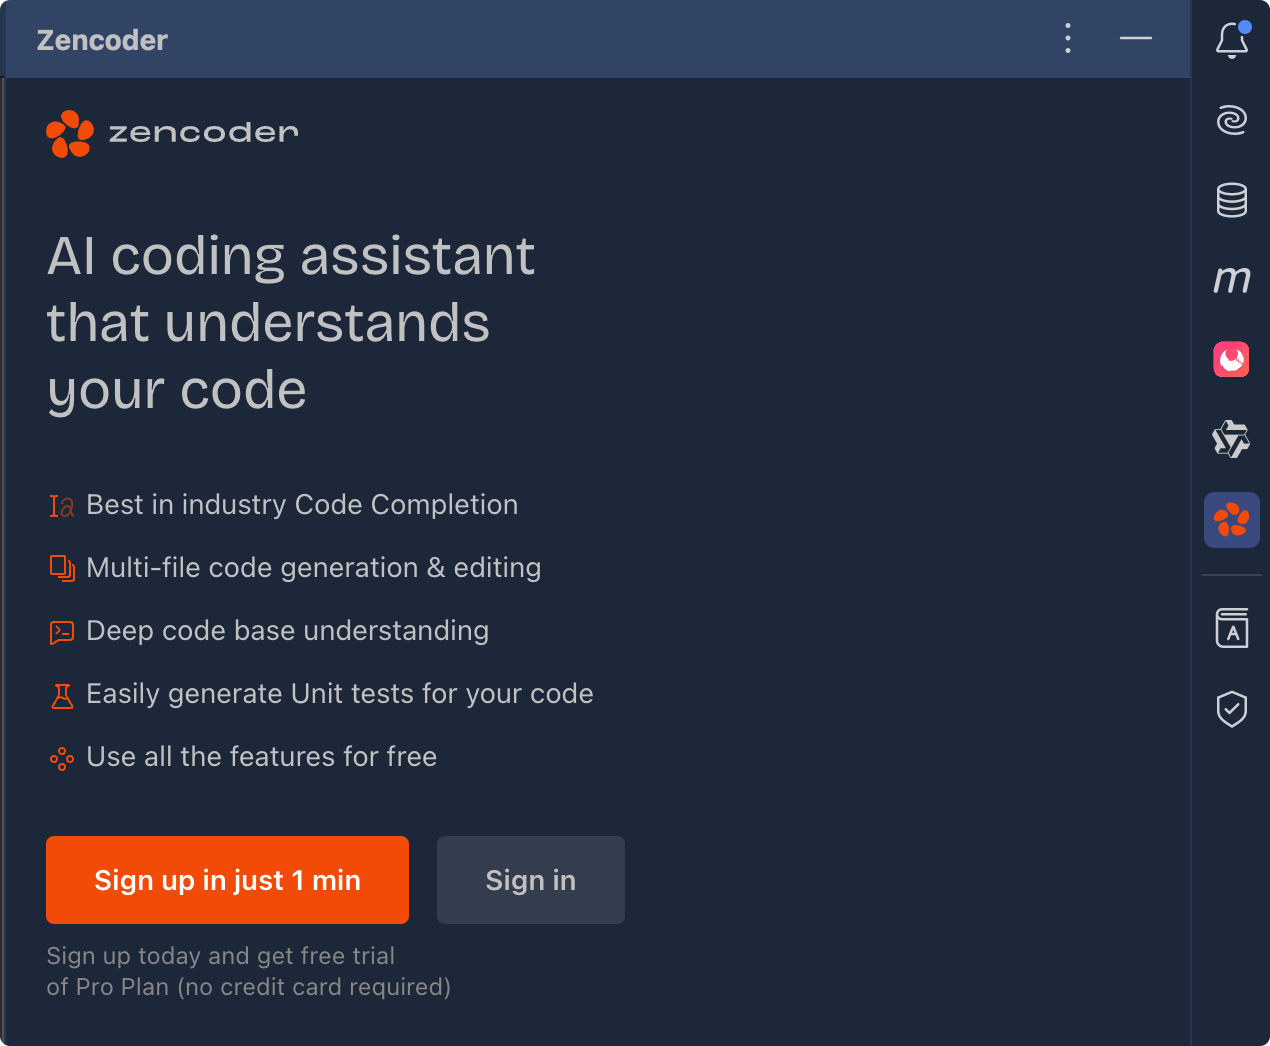 Zencoder
zencoder
AI coding assistant
that understands
your code
Best in industry Code Completion
Multi-file code generation & editing
Deep code base understanding
Easily generate Unit tests for your code
Use all the features for free
Sign up in just 1 min
Sign in
Sign up today and get free trial
of Pro Plan (no credit card required)
m
A